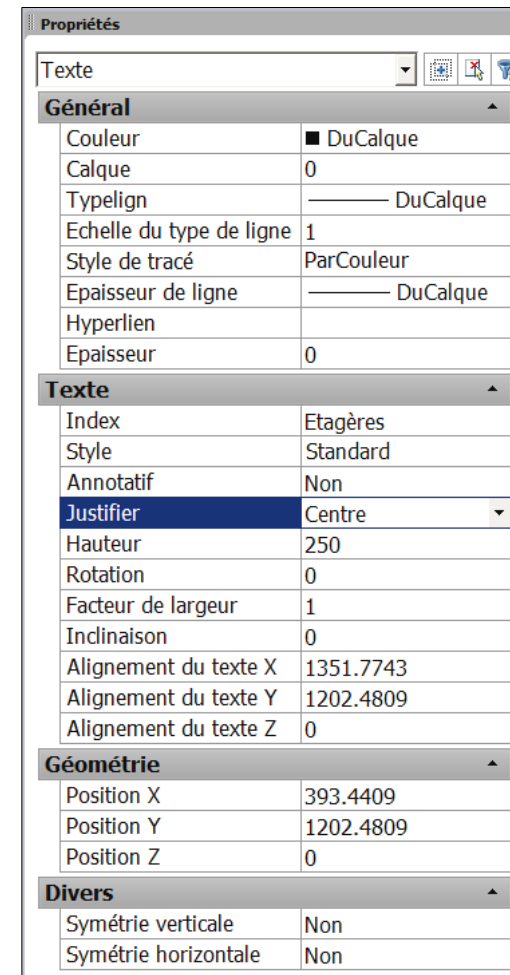 Propriétés
Texte
Général
Couleur DuCalque
Calque 0
Typelign DuCalque
Echelle du type de ligne 1
Style de tracé ParCouleur
Epaisseur de ligne DuCalque
Hyperlien
Epaisseur 0
Texte
Index Etagères
Style Standard
Annotatif Non
Justifier Centre
Hauteur 250
Rotation 0
Facteur de largeur 1
Inclinaison 0
Alignement du texte X 1351.7743
Alignement du texte Y 1202.4809
Alignement du texte Z 0
Géométrie
Position X 393.4409
Position Y 1202.4809
Position Z 0
Divers
Symétrie verticale Non
Symétrie horizontale Non